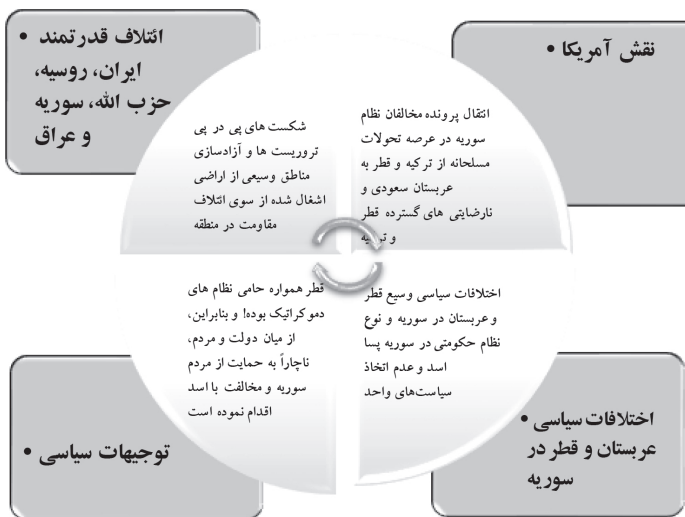 نقش آمریکا •
انتقال پرونده مخالفان نظام
سوریه در عرصه تحولات
مسلحانه از ترکیه و قطر به
عربستان سعودی و
نارضایتی های گسترده قطر
و ترکیه
ائتلاف قدرتمند •
ایران، روسیه،
حزب الله، سوریه
و عراق
شکست های پی در پی
تروریست ها و آزادسازی
مناطق وسیعی از اراضی
اشغال شده از سوی ائتلاف
مقاومت در منطقه
اختلافات سیاسی وسیع قطر
و عربستان در سوریه و نوع
نظام حکومتی در سوریه پسا
اسد و عدم اتخاذ
سیاست‌های واحد
اختلافات سیاسی •
عربستان و قطر در
سوریه
قطر همواره حامی نظام های
دموکراتیک بوده! و بنابراین،
از میان دولت و مردم،
ناچاراً به حمایت از مردم
سوریه و مخالفت با اسد
اقدام نموده است
توجیهات سیاسی •